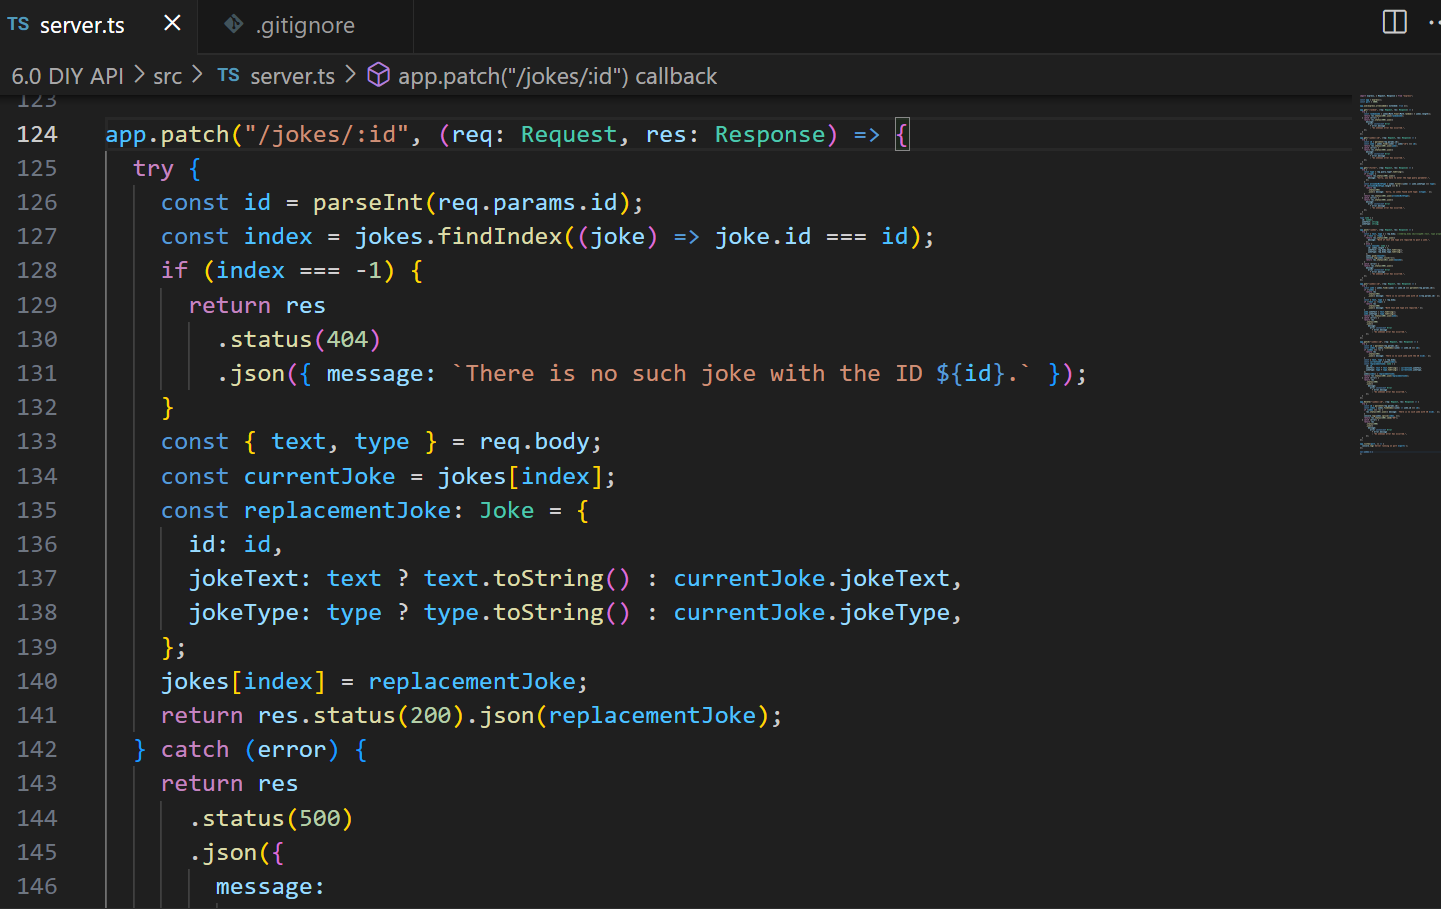 TS server.ts × .gitignore
6.0 DIY API > src > TS server.ts > app.patch("/jokes/:id") callback
123
124 app.patch("/jokes/:id", (req: Request, res: Response) => {
125 try {
126 const id = parseInt(req.params.id);
127 const index = jokes.findIndex((joke) => joke.id === id);
128 if (index === -1) {
129 return res
130 .status(404)
131 .json({ message: `There is no such joke with the ID ${id}.` });
132 }
133 const { text, type } = req.body;
134 const currentJoke = jokes[index];
135 const replacementJoke: Joke = {
136 id: id,
137 jokeText: text ? text.toString() : currentJoke.jokeText,
138 jokeType: type ? type.toString() : currentJoke.jokeType,
139 };
140 jokes[index] = replacementJoke;
141 return res.status(200).json(replacementJoke);
142 } catch (error) {
143 return res
144 .status(500)
145 .json({
146 message: